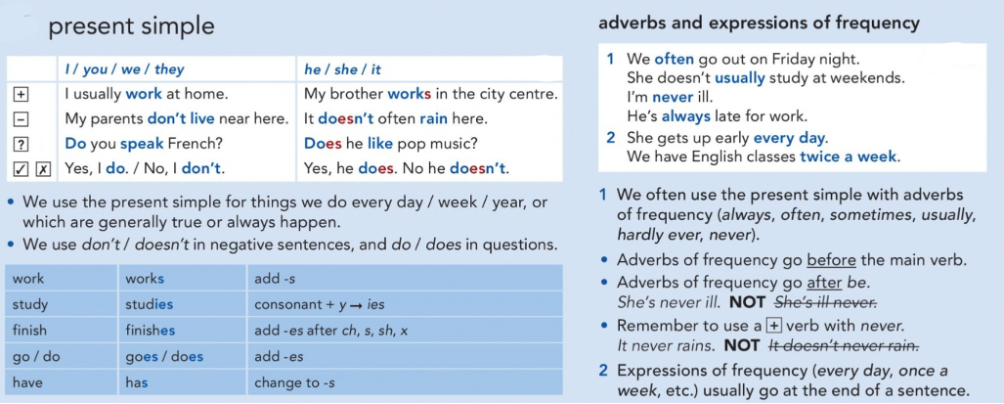 present simple
I / you / we / they he / she / it
+ I usually work at home. My brother works in the city centre.
− My parents don't live near here. It doesn't often rain here.
? Do you speak French? Does he like pop music?
✓ ✗ Yes, I do. / No, I don't. Yes, he does. No he doesn't.
• We use the present simple for things we do every day / week / year, or
which are generally true or always happen.
• We use don't / doesn't in negative sentences, and do / does in questions.
work works add -s
study studies consonant + y → ies
finish finishes add -es after ch, s, sh, x
go / do goes / does add -es
have has change to -s
adverbs and expressions of frequency
1 We often go out on Friday night.
She doesn't usually study at weekends.
I'm never ill.
He's always late for work.
2 She gets up early every day.
We have English classes twice a week.
1 We often use the present simple with adverbs
of frequency (always, often, sometimes, usually,
hardly ever, never).
• Adverbs of frequency go before the main verb.
• Adverbs of frequency go after be.
She's never ill. NOT She's ill never.
• Remember to use a + verb with never.
It never rains. NOT It doesn't never rain.
2 Expressions of frequency (every day, once a
week, etc.) usually go at the end of a sentence.